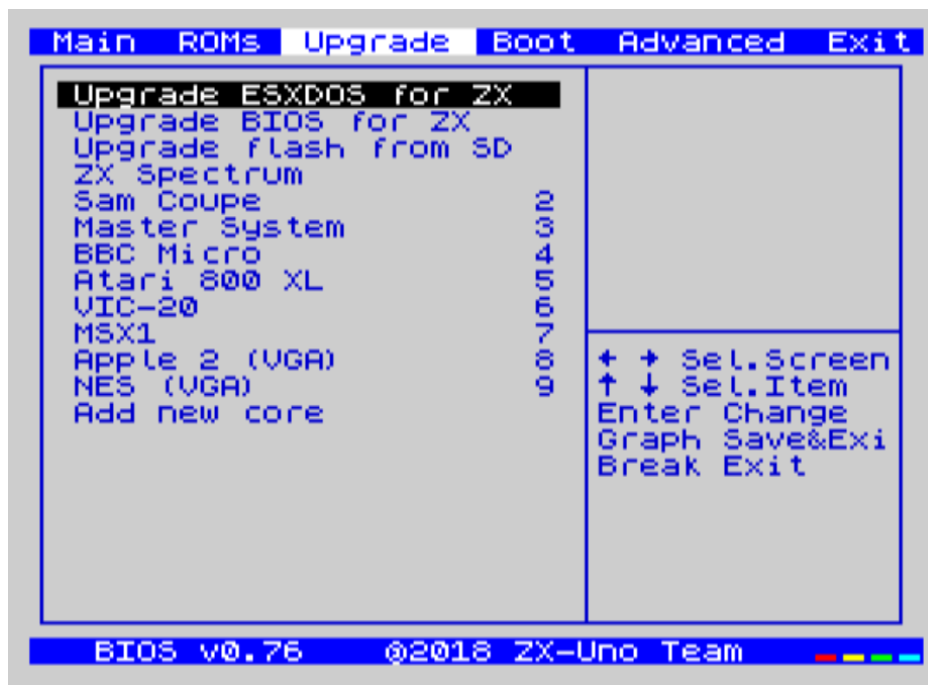 Main ROMs Upgrade Boot Advanced Exit
Upgrade ESXDOS for ZX
Upgrade BIOS for ZX
Upgrade flash from SD
ZX Spectrum
Sam Coupe 2
Master System 3
BBC Micro 4
Atari 800 XL 5
VIC-20 6
MSX1 7
Apple 2 (VGA) 8
NES (VGA) 9
Add new core
← → Sel.Screen
↑ ↓ Sel.Item
Enter Change
Graph Save&Exi
Break Exit
BIOS v0.76 @2018 ZX-Uno Team